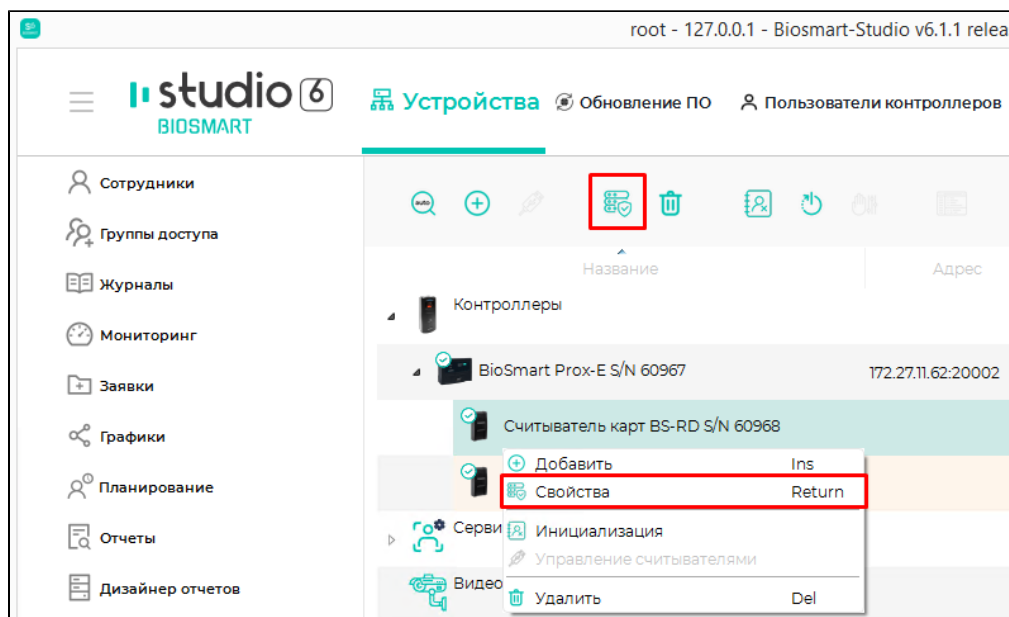 root - 127.0.0.1 - Biosmart-Studio v6.1.1 relea
studio 6
BIOSMART
Устройства
Обновление ПО
Пользователи контроллеров
Сотрудники
Группы доступа
Журналы
Мониторинг
Заявки
Графики
Планирование
Отчеты
Дизайнер отчетов
auto
Название
Адрес
Контроллеры
BioSmart Prox-E S/N 60967
172.27.11.62:20002
Считыватель карт BS-RD S/N 60968
Добавить Ins
Свойства Return
Серви
Инициализация
Управление считывателями
Видео
Удалить Del